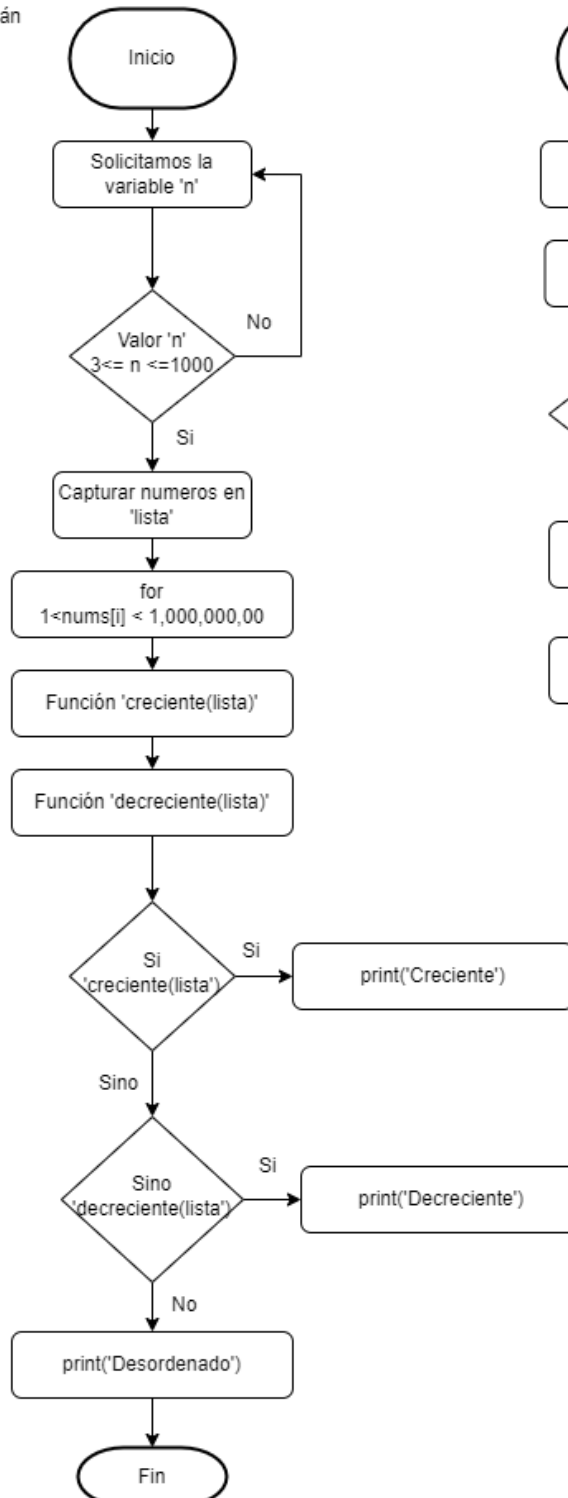 án
Inicio
Solicitamos la
variable 'n'
Valor 'n'
3<= n <=1000
No
Si
Capturar numeros en
'lista'
for
1<nums[i] < 1,000,000,00
Función 'creciente(lista)'
Función 'decreciente(lista)'
Si
'creciente(lista')
Si
print('Creciente')
Sino
Sino
'decreciente(lista')
Si
print('Decreciente')
No
print('Desordenado')
Fin